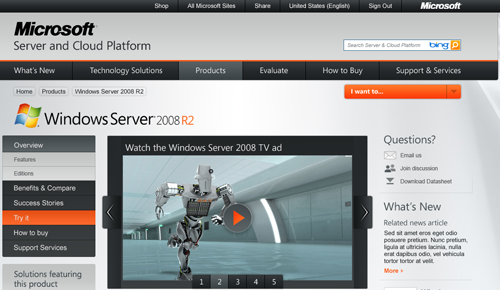 Shop All Microsoft Sites Share United States (English) Sign Out Microsoft
Microsoft
Server and Cloud Platform
Search Server & Cloud Platform bing
What's New Technology Solutions Products Evaluate How to Buy Support & Services
Home Products Windows Server 2008 R2
I want to...
Windows Server 2008 R2
Overview
Features
Editions
Benefits & Compare
Success Stories
Try it
How to buy
Support Services
Solutions featuring
this product
Watch the Windows Server 2008 TV ad
1 2 3 4 5
Questions?
Email us
Join discussion
Download Datasheet
What's New
Related news article
Sed sit amet eros eget odio
posuere pretium. Nunc pretium,
ligula at ultricies lacinia, nulla
erat dapibus odio, vel vehicula
tortor tortor at velit.
More >